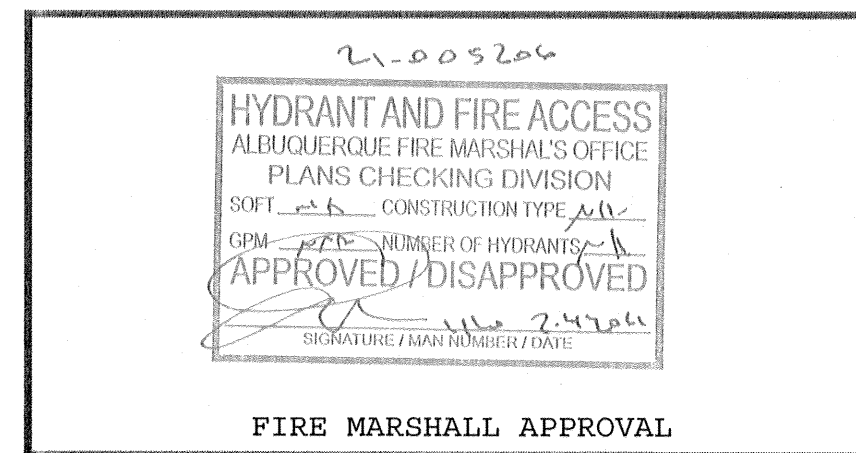 21-005206
HYDRANT AND FIRE ACCESS
ALBUQUERQUE FIRE MARSHAL'S OFFICE
PLANS CHECKING DIVISION
SQFT CONSTRUCTION TYPE
GPM NUMBER OF HYDRANTS
APPROVED / DISAPPROVED
SIGNATURE / MAN NUMBER / DATE
FIRE MARSHALL APPROVAL